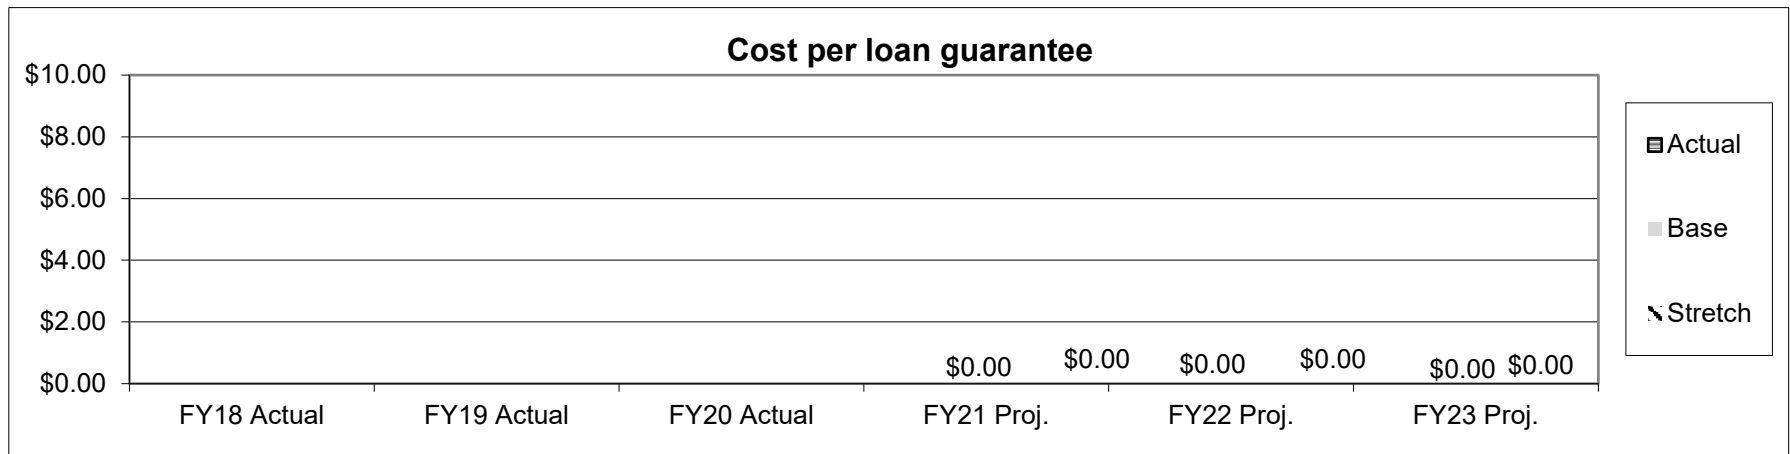 Cost per loan guarantee
$10.00
$8.00
$6.00
$4.00
$2.00
$0.00
$0.00 $0.00 $0.00 $0.00 $0.00 $0.00
FY18 Actual FY19 Actual FY20 Actual FY21 Proj. FY22 Proj. FY23 Proj.
Actual
Base
Stretch